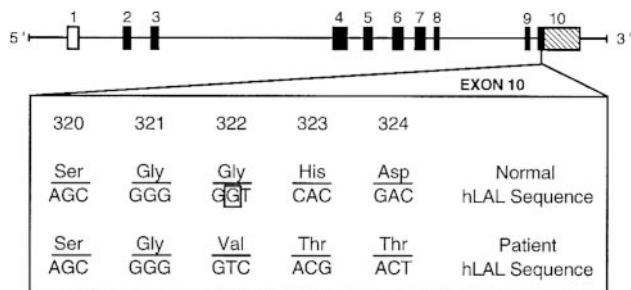 1 2 3 4 5 6 7 8 9 10
5' 3'
EXON 10
320 321 322 323 324
Ser Gly Gly His Asp Normal
AGC GGG GGT CAC GAC hLAL Sequence
Ser Gly Val Thr Thr Patient
AGC GGG GTC ACG ACT hLAL Sequence